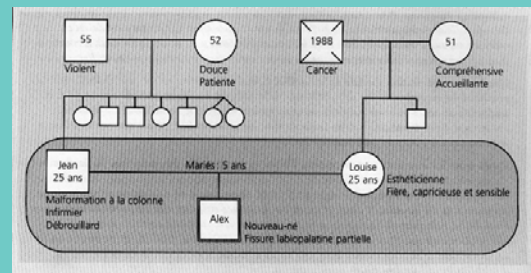 55
52
1988
51
Violent
Douce
Patiente
Cancer
Compréhensive
Accueillante
Jean
25 ans
Mariés : 5 ans
Louise
25 ans
Esthéticienne
Fière, capricieuse et sensible
Malformation à la colonne
Infirmier
Débrouillard
Alex
Nouveau-né
Fissure labiopalatine partielle